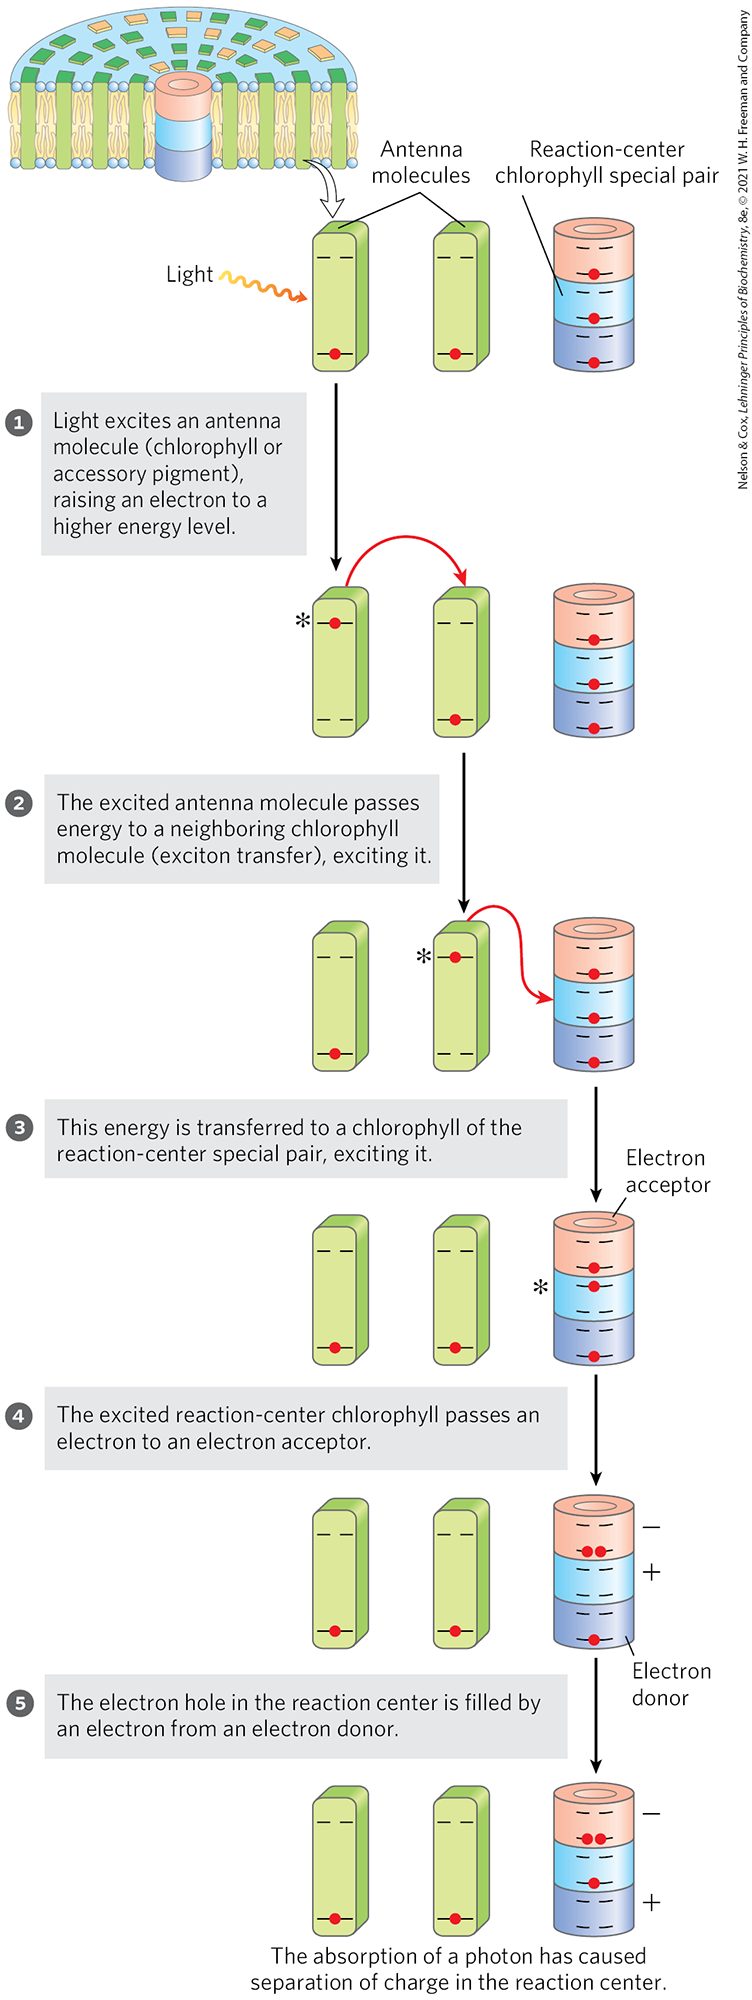 Nelson & Cox, Lehninger Principles of Biochemistry, 8e, © 2021 W. H. Freeman and Company
Antenna
molecules
Reaction-center
chlorophyll special pair
Light
1
Light excites an antenna
molecule (chlorophyll or
accessory pigment),
raising an electron to a
higher energy level.
*
2
The excited antenna molecule passes
energy to a neighboring chlorophyll
molecule (exciton transfer), exciting it.
*
3
This energy is transferred to a chlorophyll of the
reaction-center special pair, exciting it.
Electron
acceptor
*
4
The excited reaction-center chlorophyll passes an
electron to an electron acceptor.
−
+
Electron
donor
5
The electron hole in the reaction center is filled by
an electron from an electron donor.
−
+
The absorption of a photon has caused
separation of charge in the reaction center.